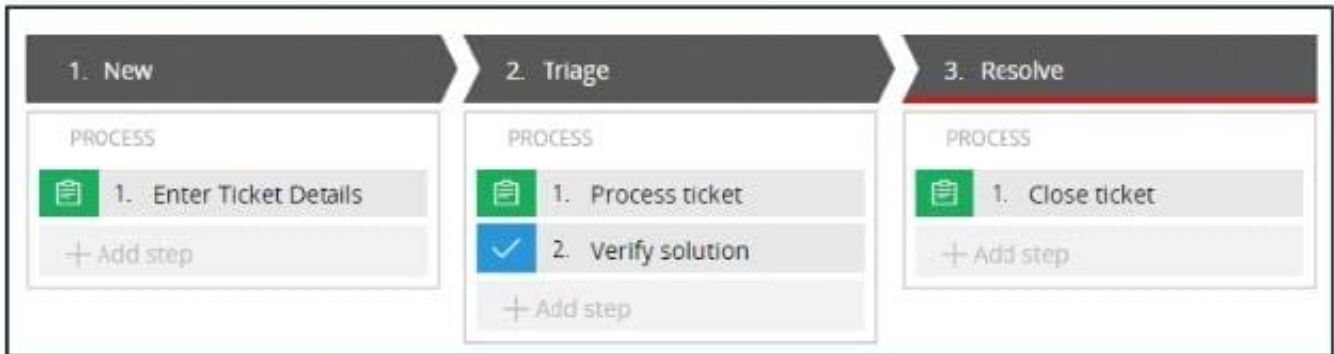 1. New
PROCESS
1. Enter Ticket Details
+ Add step
2. Triage
PROCESS
1. Process ticket
2. Verify solution
+ Add step
3. Resolve
PROCESS
1. Close ticket
+ Add step